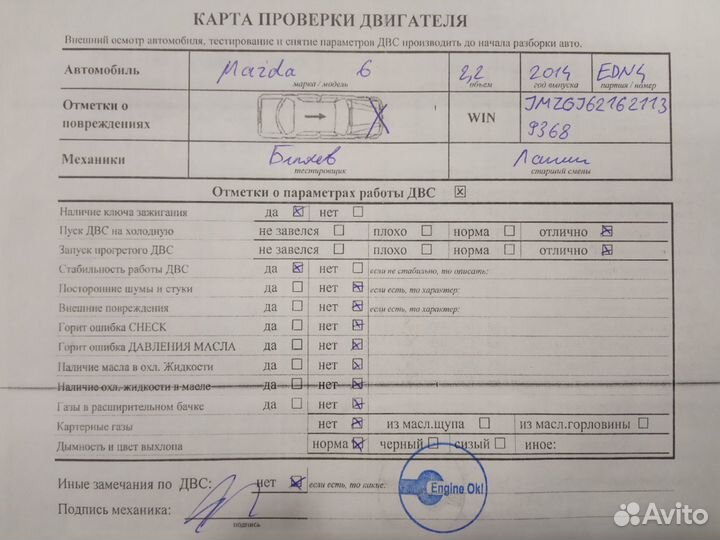 КАРТА ПРОВЕРКИ ДВИГАТЕЛЯ
Внешний осмотр автомобиля, тестирование и снятие параметров ДВС производить до начала разборки авто.
Автомобиль Mazda 6 2,2 2014 EDN4
марка / модель объем год выпуска партия / номер
Отметки о повреждениях WIN JMZGJ62162113
9368
Механики Лапин
тестировщик старший смены
Отметки о параметрах работы ДВС ☒
Наличие ключа зажигания да ☒ нет ☐
Пуск ДВС на холодную не завелся ☐ плохо ☐ норма ☐ отлично ☒
Запуск прогретого ДВС не завелся ☐ плохо ☐ норма ☐ отлично ☒
Стабильность работы ДВС да ☒ нет ☐ если не стабильно, то описать:
Посторонние шумы и стуки да ☐ нет ☒ если есть, то характер:
Внешние повреждения да ☐ нет ☒ если есть, то характер:
Горит ошибка CHECK да ☐ нет ☒
Горит ошибка ДАВЛЕНИЯ МАСЛА да ☐ нет ☒
Наличие масла в охл. Жидкости да ☐ нет ☒
Наличие охл. жидкости в масле да ☐ нет ☒
Газы в расширительном бачке да ☐ нет ☒
Картерные газы нет ☒ из масл.щупа ☐ из масл.горловины ☐
Дымность и цвет выхлопа норма ☒ черный ☐ сизый ☐ иное:
Иные замечания по ДВС: нет ☒ если есть, то какие:
Подпись механика:
подпись
Engine Ok!
Avito